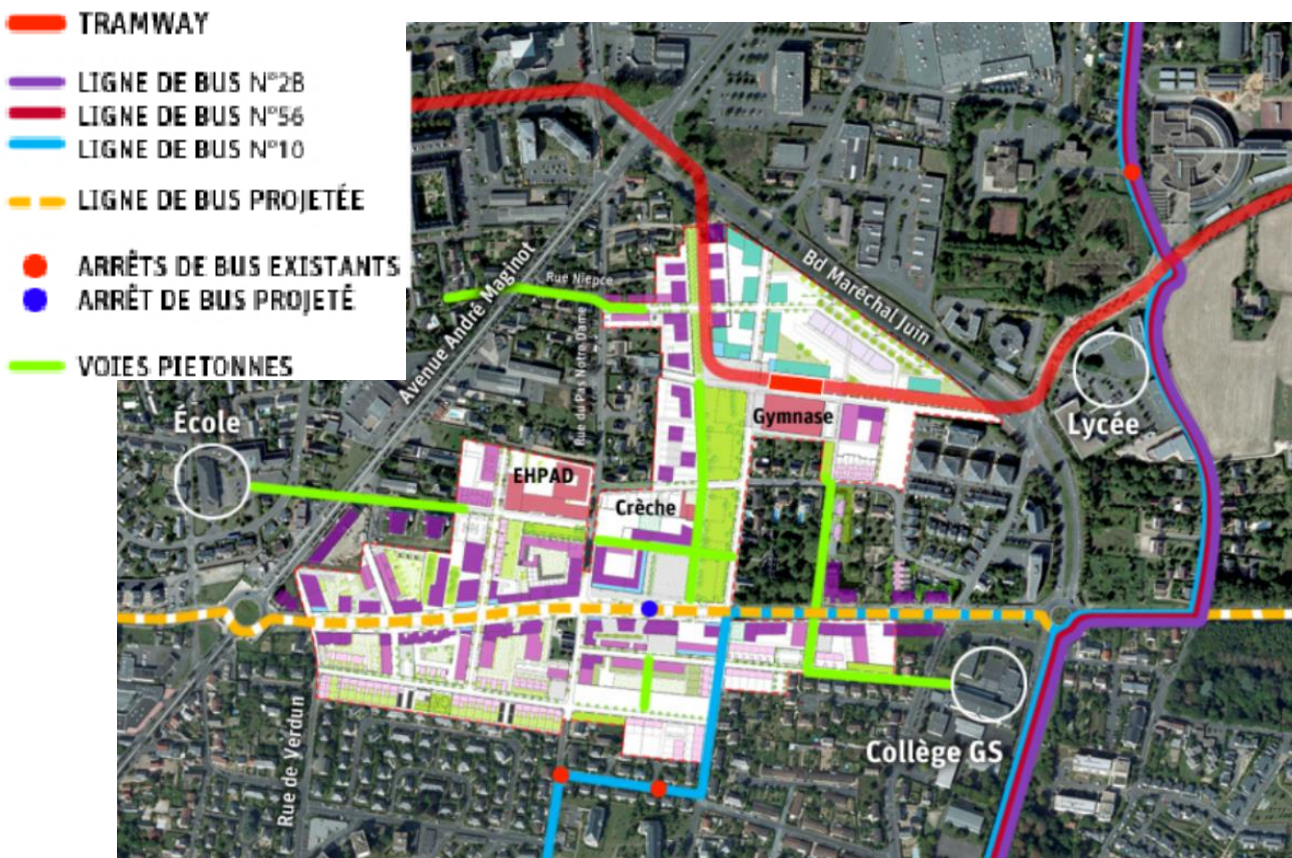 TRAMWAY
LIGNE DE BUS N°2B
LIGNE DE BUS N°56
LIGNE DE BUS N°10
LIGNE DE BUS PROJETÉE
ARRÊTS DE BUS EXISTANTS
ARRÊT DE BUS PROJETÉ
VOIES PIETONNES
Avenue André Maginot
Rue Niepce
Rue du Pas Notre Dame
Bd Maréchal Juin
École
Gymnase
Lycée
EHPAD
Crèche
Rue de Verdun
Collège GS